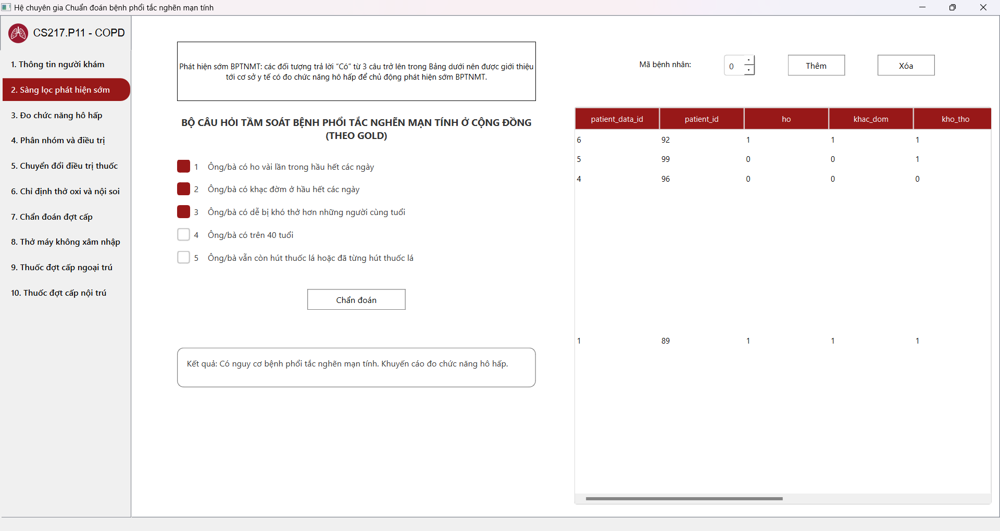 Hệ chuyên gia Chuẩn đoán bệnh phổi tắc nghẽn mạn tính
CS217.P11 - COPD
1. Thông tin người khám
2. Sàng lọc phát hiện sớm
3. Đo chức năng hô hấp
4. Phân nhóm và điều trị
5. Chuyển đổi điều trị thuốc
6. Chỉ định thở oxi và nội soi
7. Chẩn đoán đợt cấp
8. Thở máy không xâm nhập
9. Thuốc đợt cấp ngoại trú
10. Thuốc đợt cấp nội trú
Phát hiện sớm BPTNMT: các đối tượng trả lời “Có” từ 3 câu trở lên trong Bảng dưới nên được giới thiệu
tới cơ sở y tế có đo chức năng hô hấp để chủ động phát hiện sớm BPTNMT.
BỘ CÂU HỎI TẦM SOÁT BỆNH PHỔI TẮC NGHẼN MẠN TÍNH Ở CỘNG ĐỒNG
(THEO GOLD)
1 Ông/bà có ho vài lần trong hầu hết các ngày
2 Ông/bà có khạc đờm ở hầu hết các ngày
3 Ông/bà có dễ bị khó thở hơn những người cùng tuổi
4 Ông/bà có trên 40 tuổi
5 Ông/bà vẫn còn hút thuốc lá hoặc đã từng hút thuốc lá
Chẩn đoán
Kết quả: Có nguy cơ bệnh phổi tắc nghẽn mạn tính. Khuyến cáo đo chức năng hô hấp.
Mã bệnh nhân: 0 Thêm Xóa
patient_data_id patient_id ho khac_dom kho_tho
6 92 1 1 1
5 99 0 0 1
4 96 0 0 0
1 89 1 1 1